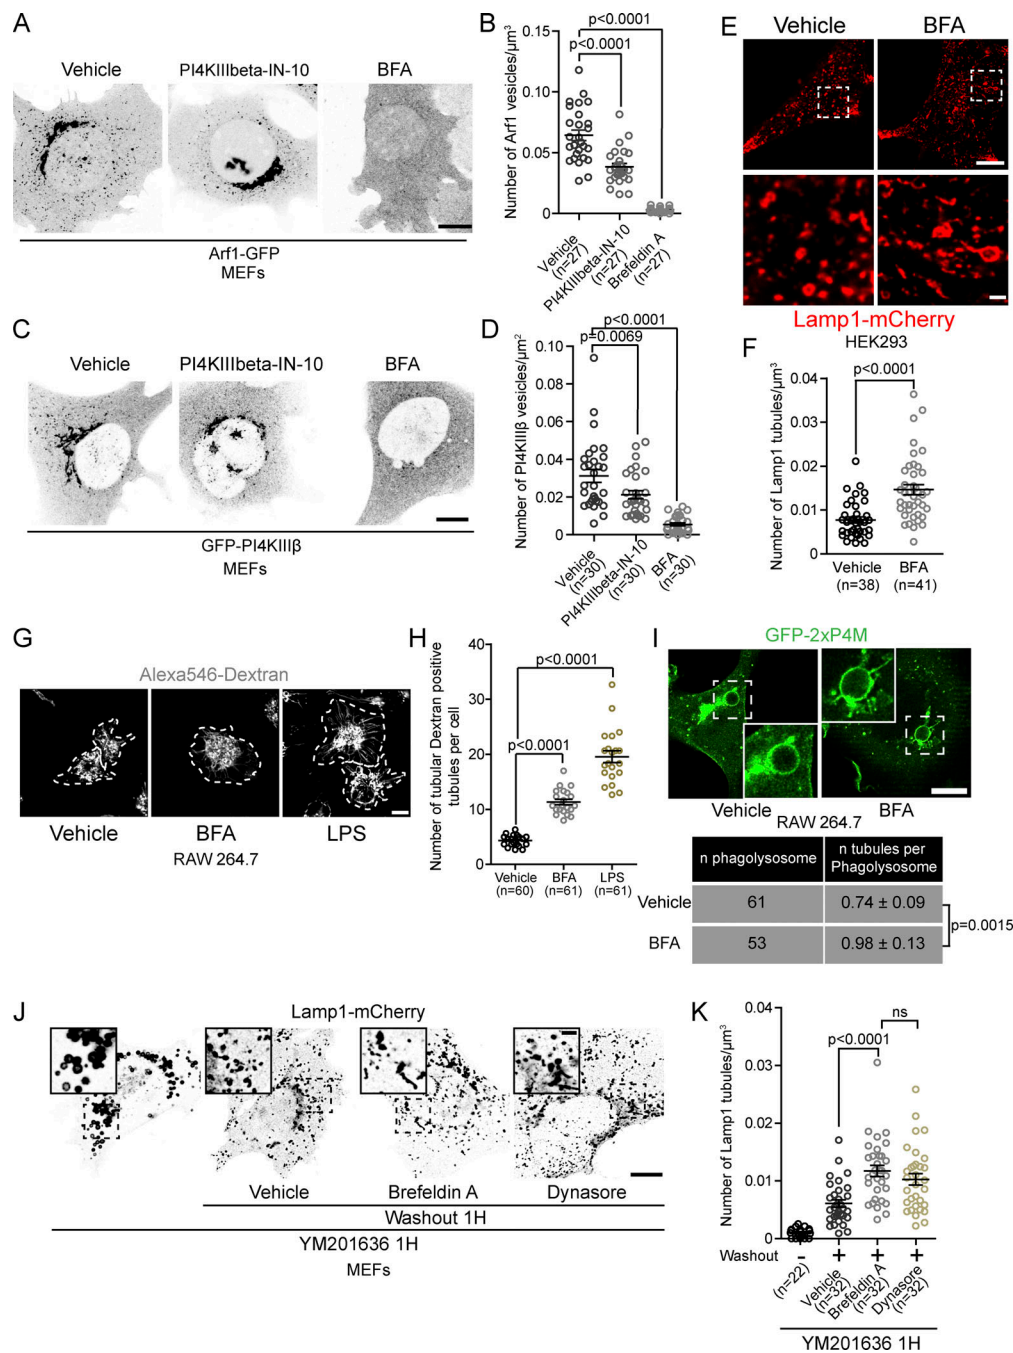 A
Vehicle
PI4KIIIbeta-IN-10
BFA
Arf1-GFP
MEFs
B
Number of Arf1 vesicles/µm³
p<0.0001
p<0.0001
0.15
0.10
0.05
0
Vehicle
(n=27)
PI4KIIIbeta-IN-10
(n=27)
Brefeldin A
(n=27)
E
Vehicle
BFA
Lamp1-mCherry
HEK293
C
Vehicle
PI4KIIIbeta-IN-10
BFA
GFP-PI4KIIIβ
MEFs
D
Number of PI4KIIIβ vesicles/µm²
p<0.0001
p=0.0069
0.10
0.08
0.06
0.04
0.02
0
Vehicle
(n=30)
PI4KIIIbeta-IN-10
(n=30)
BFA
(n=30)
F
Number of Lamp1 tubules/µm³
p<0.0001
0.04
0.03
0.02
0.01
0
Vehicle
(n=38)
BFA
(n=41)
G
Alexa546-Dextran
Vehicle
BFA
LPS
RAW 264.7
H
Number of tubular Dextran positive
tubules per cell
p<0.0001
p<0.0001
40
30
20
10
0
Vehicle
(n=60)
BFA
(n=61)
LPS
(n=61)
I
GFP-2xP4M
Vehicle
BFA
RAW 264.7
n phagolysosome
n tubules per
Phagolysosome
Vehicle
61
0.74 ± 0.09
BFA
53
0.98 ± 0.13
p=0.0015
J
Lamp1-mCherry
Vehicle
Brefeldin A
Dynasore
Washout 1H
YM201636 1H
MEFs
K
Number of Lamp1 tubules/µm³
ns
p<0.0001
0.04
0.03
0.02
0.01
0
Washout
-
+
+
+
(n=22)
Vehicle
(n=32)
Brefeldin A
(n=32)
Dynasore
(n=32)
YM201636 1H